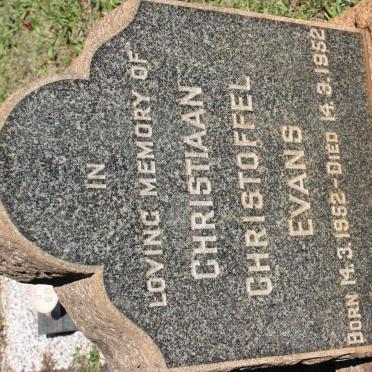 IN
LOVING MEMORY OF
CHRISTIAAN
CHRISTOFFEL
EVANS
BORN 14.3.1952 - DIED 14.3.1952